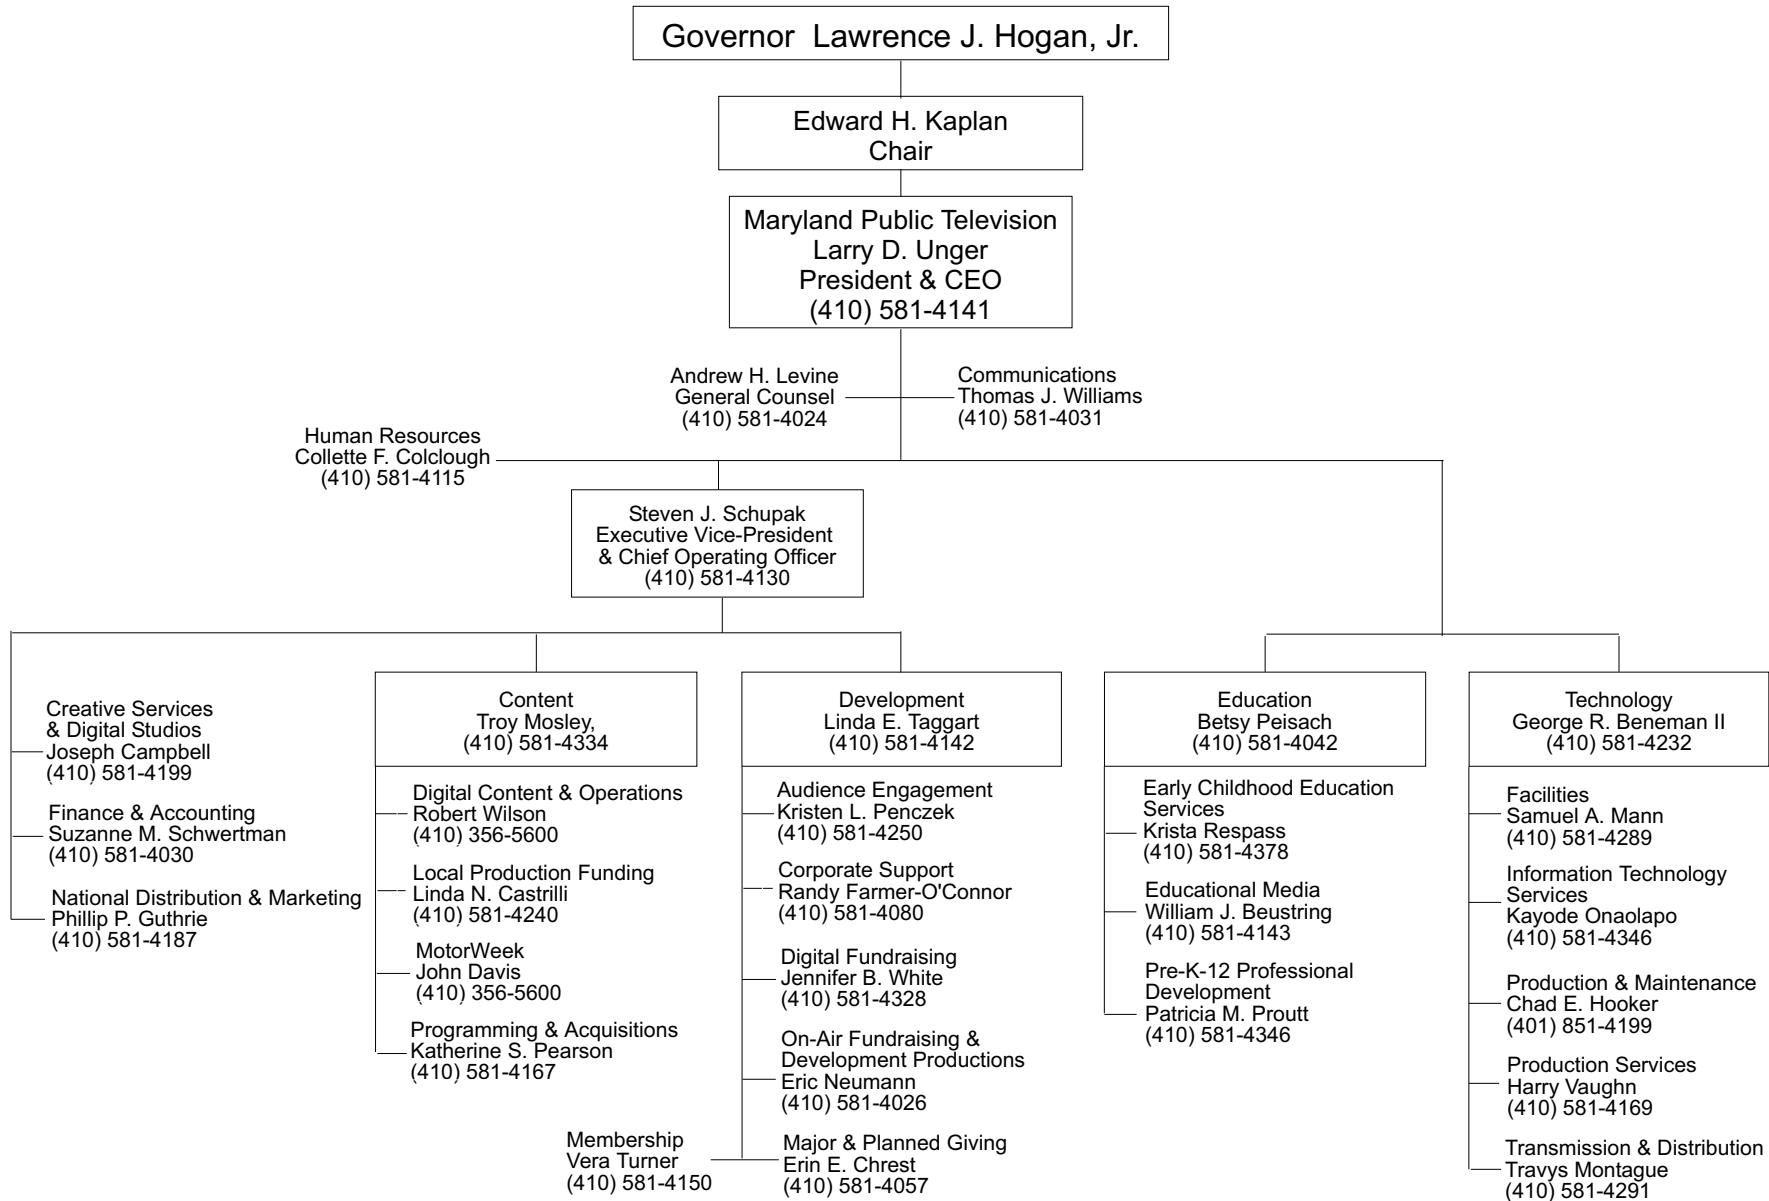 Governor Lawrence J. Hogan, Jr.
Edward H. Kaplan
Chair
Maryland Public Television
Larry D. Unger
President & CEO
(410) 581-4141
Andrew H. Levine
General Counsel
(410) 581-4024
Communications
Thomas J. Williams
(410) 581-4031
Human Resources
Collette F. Colclough
(410) 581-4115
Steven J. Schupak
Executive Vice-President
& Chief Operating Officer
(410) 581-4130
Creative Services
& Digital Studios
Joseph Campbell
(410) 581-4199
Finance & Accounting
Suzanne M. Schwertman
(410) 581-4030
National Distribution & Marketing
Phillip P. Guthrie
(410) 581-4187
Content
Troy Mosley,
(410) 581-4334
Digital Content & Operations
Robert Wilson
(410) 356-5600
Local Production Funding
Linda N. Castrilli
(410) 581-4240
MotorWeek
John Davis
(410) 356-5600
Programming & Acquisitions
Katherine S. Pearson
(410) 581-4167
Development
Linda E. Taggart
(410) 581-4142
Audience Engagement
Kristen L. Penczek
(410) 581-4250
Corporate Support
Randy Farmer-O'Connor
(410) 581-4080
Digital Fundraising
Jennifer B. White
(410) 581-4328
On-Air Fundraising &
Development Productions
Eric Neumann
(410) 581-4026
Membership
Vera Turner
(410) 581-4150
Major & Planned Giving
Erin E. Chrest
(410) 581-4057
Education
Betsy Peisach
(410) 581-4042
Early Childhood Education
Services
Krista Respass
(410) 581-4378
Educational Media
William J. Beustring
(410) 581-4143
Pre-K-12 Professional
Development
Patricia M. Proutt
(410) 581-4346
Technology
George R. Beneman II
(410) 581-4232
Facilities
Samuel A. Mann
(410) 581-4289
Information Technology
Services
Kayode Onaolapo
(410) 581-4346
Production & Maintenance
Chad E. Hooker
(401) 851-4199
Production Services
Harry Vaughn
(410) 581-4169
Transmission & Distribution
Travys Montague
(410) 581-4291